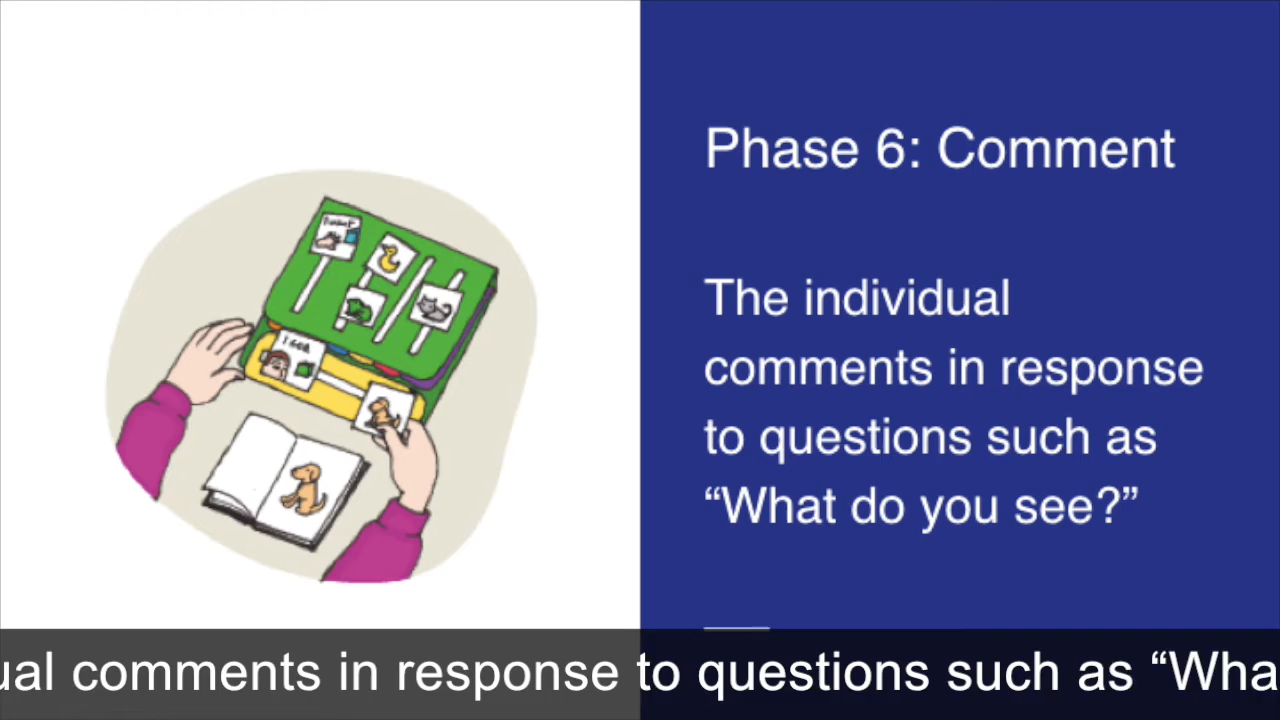 Phase 6: Comment
The individual
comments in response
to questions such as
“What do you see?”
I see
ual comments in response to questions such as “Wha